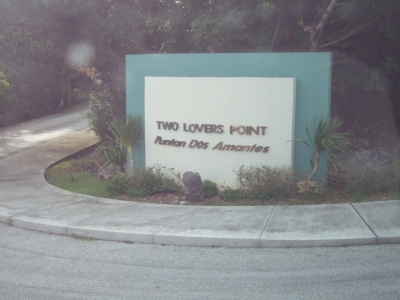 TWO LOVERS POINT
Puntan Dos Amantes